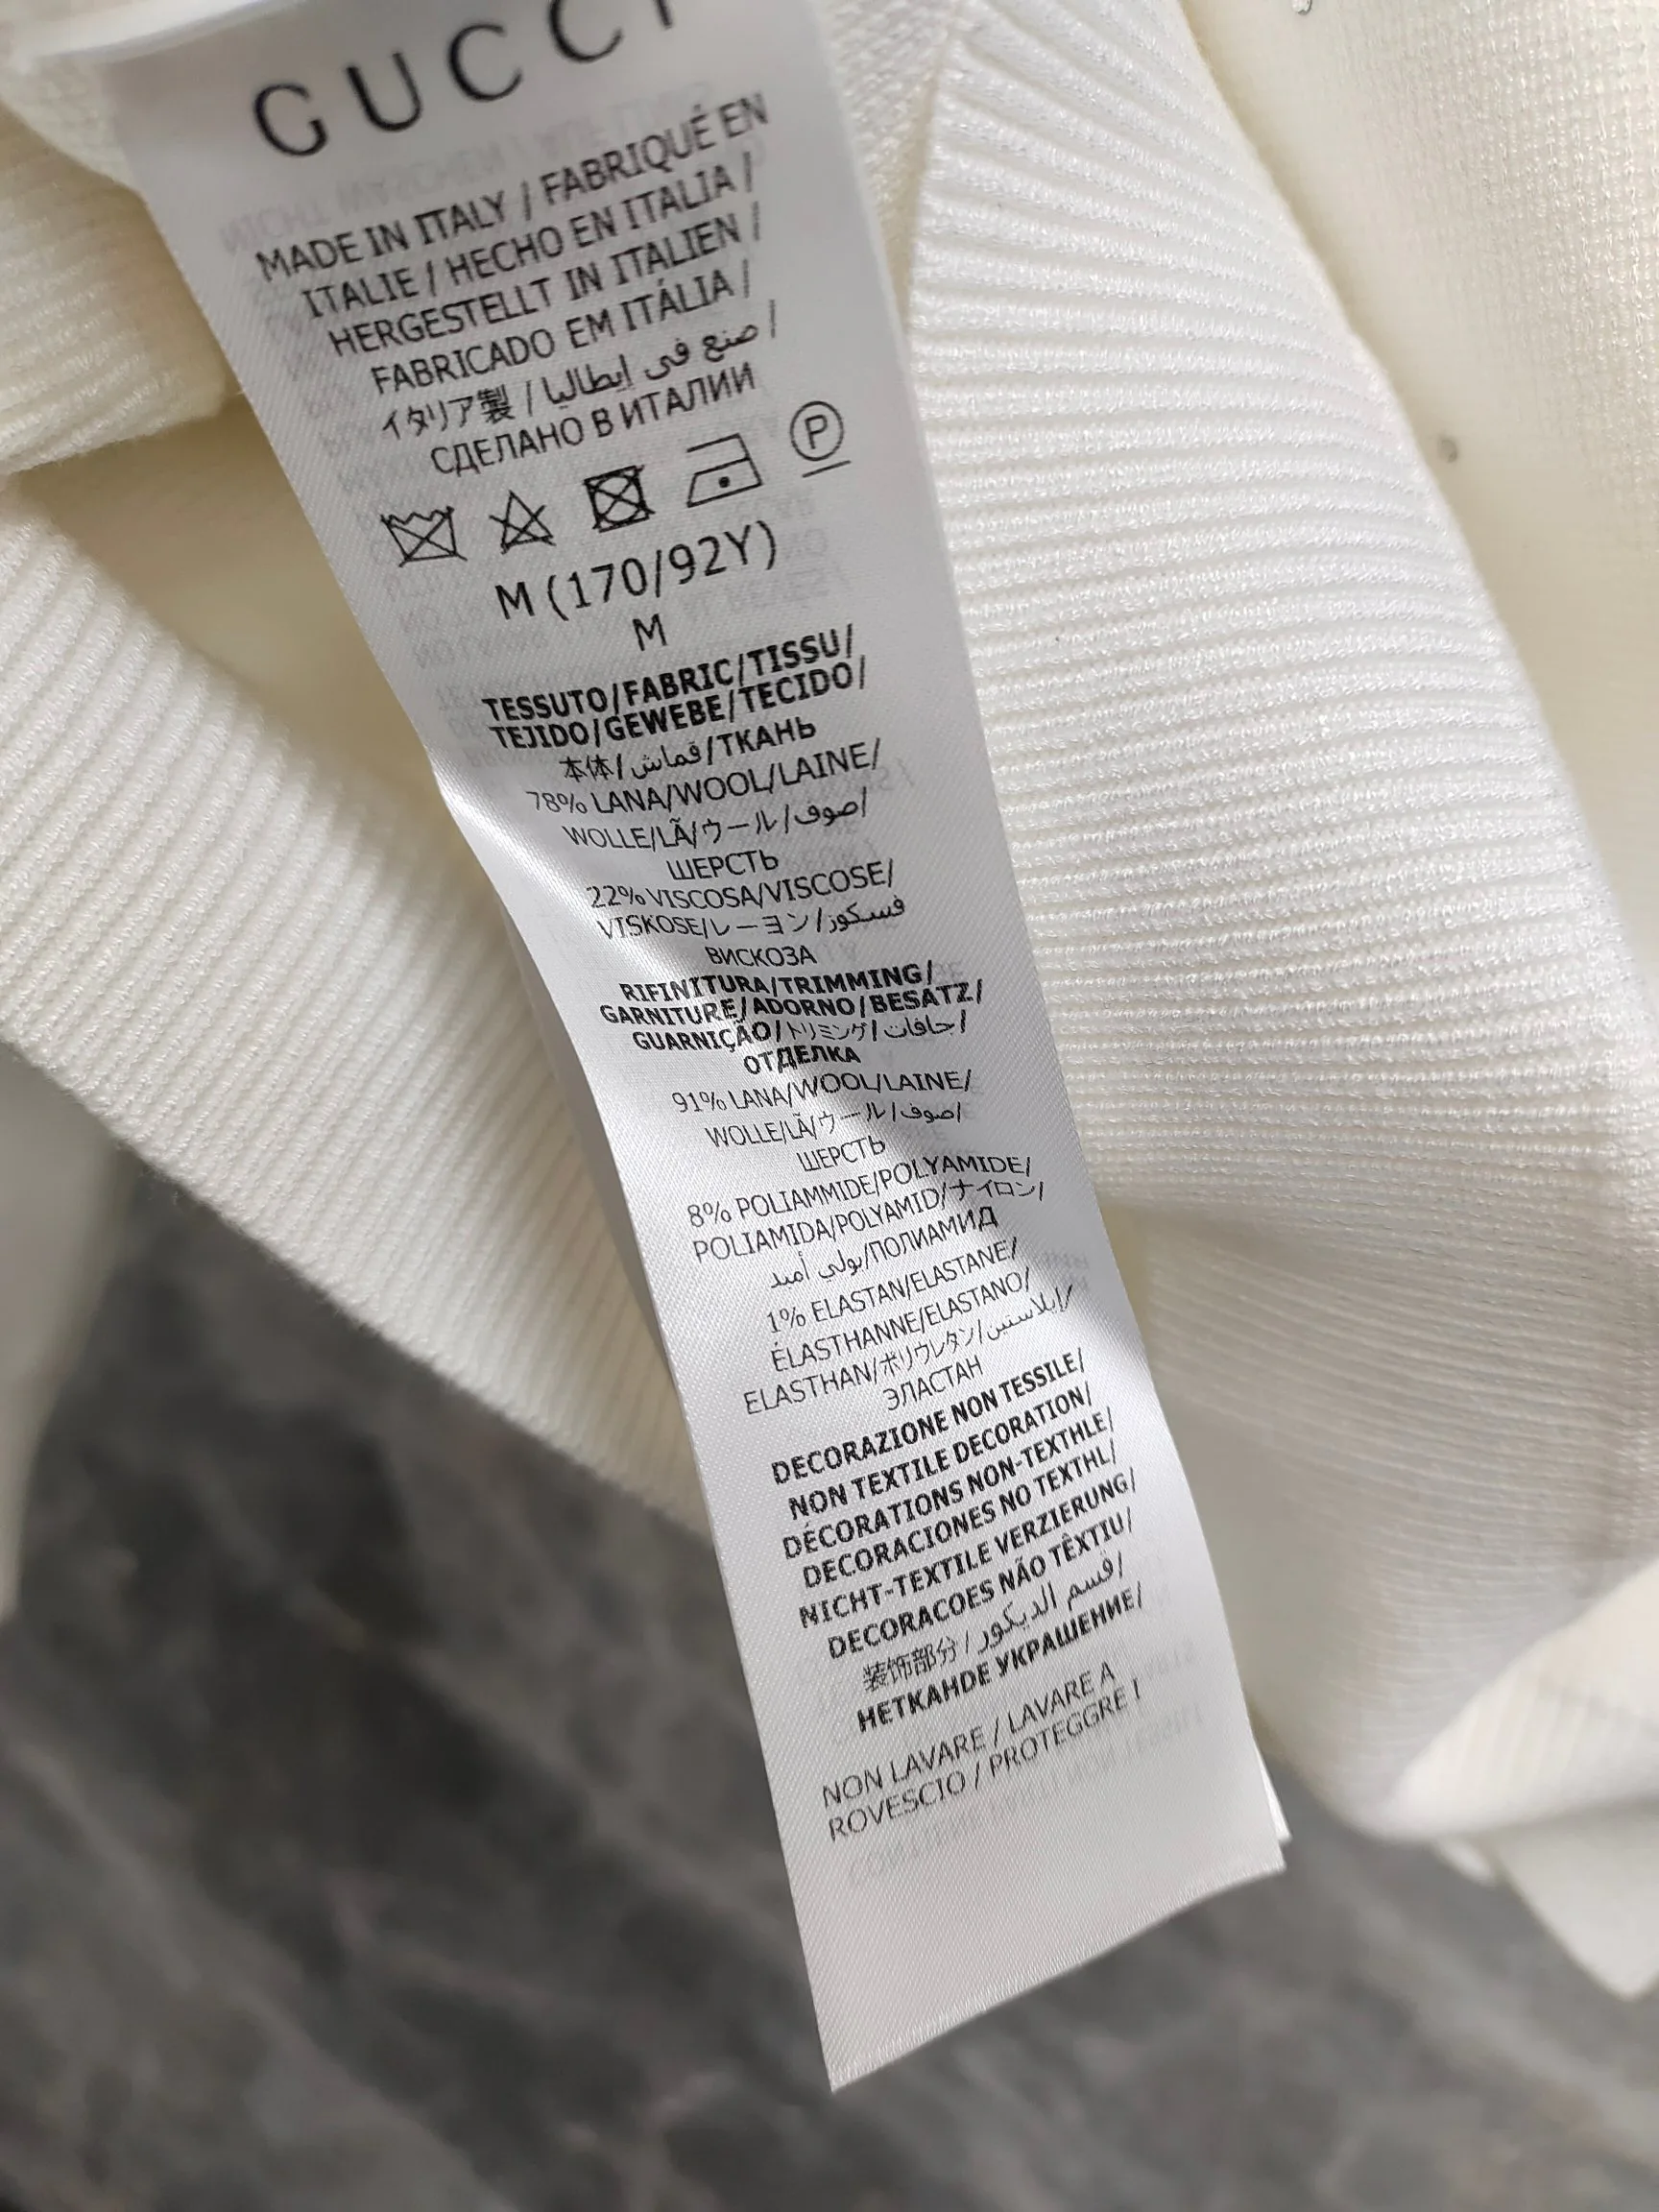 GUCCI
MADE IN ITALY / FABRIQUÉ EN
ITALIE / HECHO EN ITALIA /
HERGESTELLT IN ITALIEN /
FABRICADO EM ITÁLIA /
イタリア製 / صنع في إيطاليا /
СДЕЛАНО В ИТАЛИИ
P
M (170/92Y)
M
TESSUTO/FABRIC/TISSU/
TEJIDO/GEWEBE/TECIDO/
本体/قماش/ТКАНЬ
78% LANA/WOOL/LAINE/
WOLLE/LÃ/ウール/صوف/
ШЕРСТЬ
22% VISCOSA/VISCOSE/
VISKOSE/レーヨン/فسكوز
ВИСКОЗА
RIFINITURA/TRIMMING/
GARNITURE/ADORNO/BESATZ/
GUARNIÇÃO/トリミング/حافات/
ОТДЕЛКА
91% LANA/WOOL/LAINE/
WOLLE/LÃ/ウール/صوف/
ШЕРСТЬ
8% POLIAMMIDE/POLYAMIDE/
POLIAMIDA/POLYAMID/ナイロン/
بولي أميد/ПОЛИАМИД
1% ELASTAN/ELASTANE/
ÉLASTHANNE/ELASTANO/
ELASTHAN/ポリウレタン/إيلاستين/
ЭЛАСТАН
DECORAZIONE NON TESSILE/
NON TEXTILE DECORATION/
DÉCORATIONS NON-TEXTHLE/
DECORACIONES NO TEXTHL/
NICHT-TEXTILE VERZIERUNG/
DECORACOES NÃO TÊXTIU/
装饰部分/قسم الديكور/
НЕТКАНDЕ УКРАШЕНИЕ/
NON LAVARE / LAVARE A
ROVESCIO / PROTEGGRE I